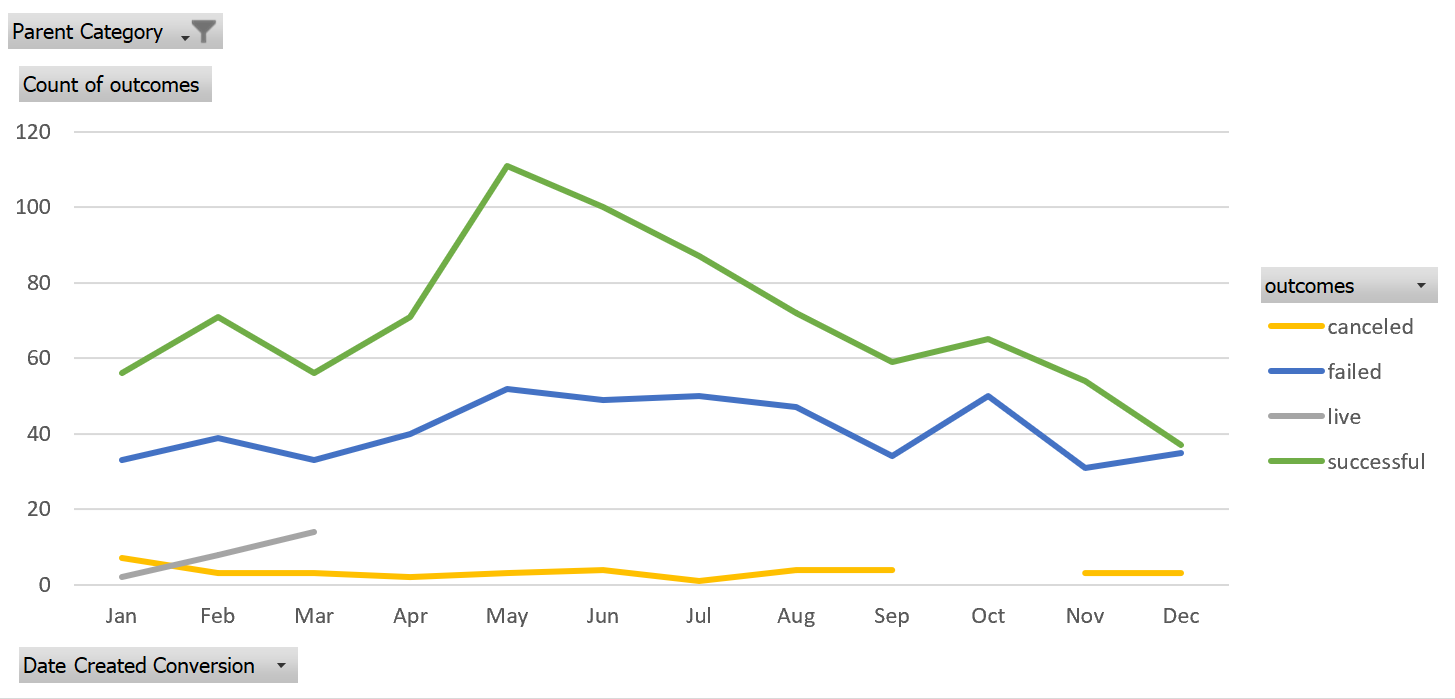 Parent Category
Count of outcomes
120
100
80
60
40
20
0
Jan Feb Mar Apr May Jun Jul Aug Sep Oct Nov Dec
outcomes
canceled
failed
live
successful
Date Created Conversion